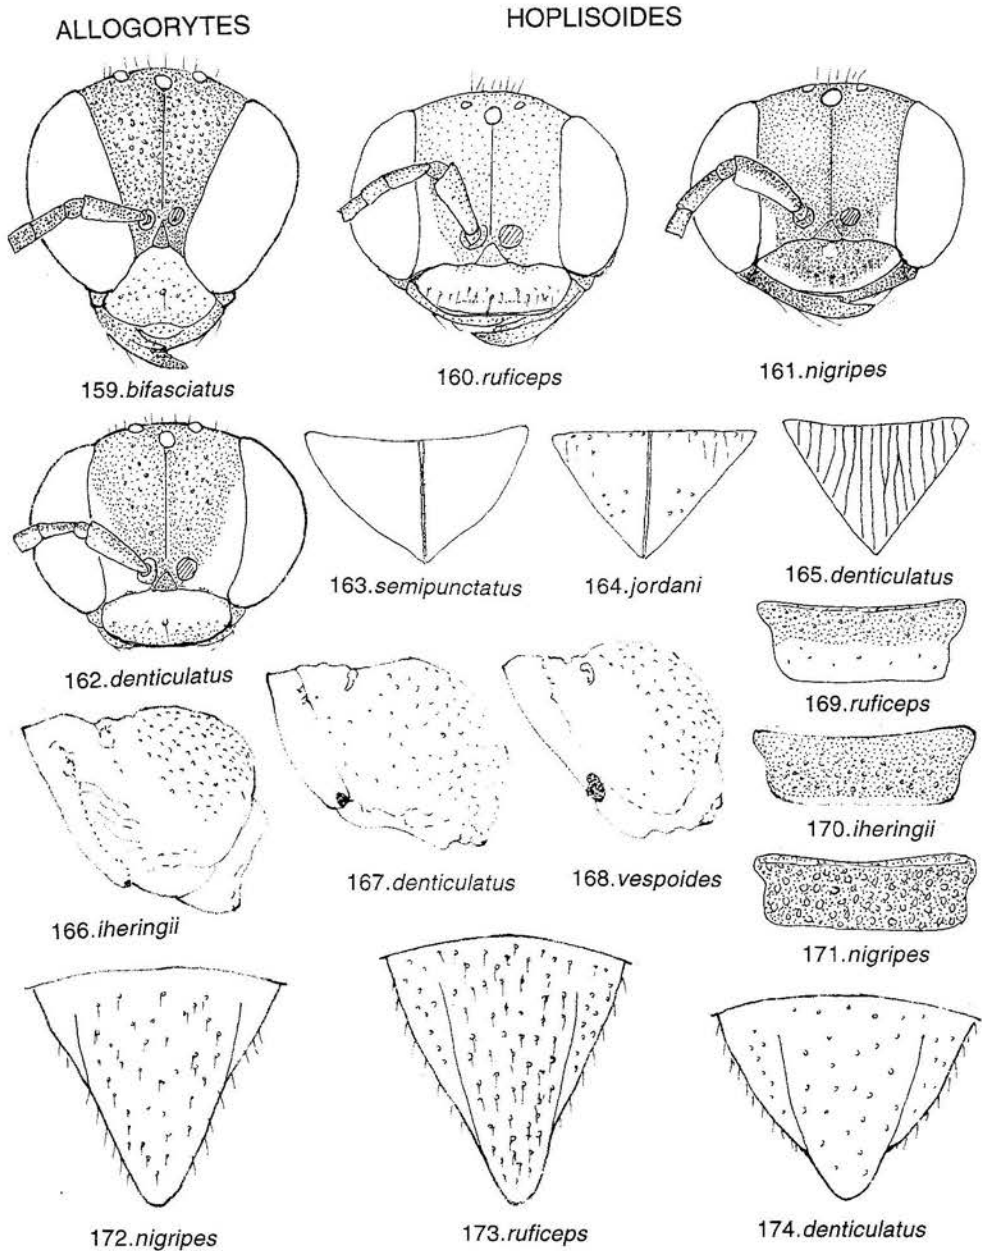 ALLOGORYTES
HOPLISOIDES
159.bifasciatus
160.ruficeps
161.nigripes
162.denticulatus
163.semipunctatus
164.jordani
165.denticulatus
166.iheringii
167.denticulatus
168.vespoides
169.ruficeps
170.iheringii
171.nigripes
172.nigripes
173.ruficeps
174.denticulatus